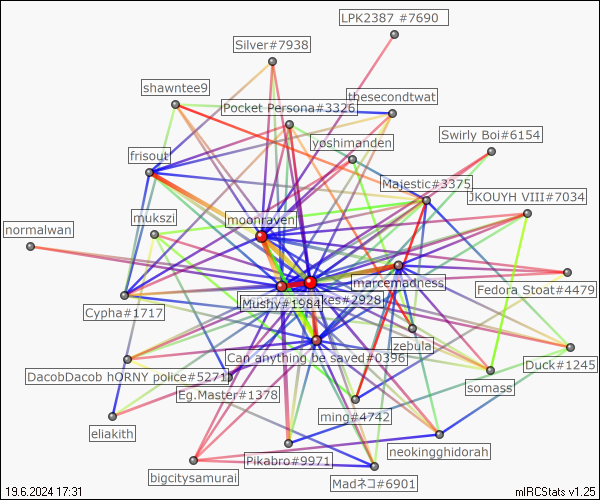 LPK2387 #7690
Silver#7938
shawntee9
thesecondtwat
Pocket Persona#3326
Swirly Boi#6154
yoshimanden
frisout
Majestic#3375
JKOUYH VIII#7034
mukszi
moonraven
normalwan
marcemadness
Fedora Stoat#4479
Mushy#1984
kes#2928
Cypha#1717
zebula
Can anything be saved#0396
Duck#1245
DacobDacob hORNY police#5271
somass
Eg.Master#1378
ming#4742
eliakith
neokingghidorah
Pikabro#9971
bigcitysamurai
Madネコ#6901
19.6.2024 17:31
mIRCStats v1.25